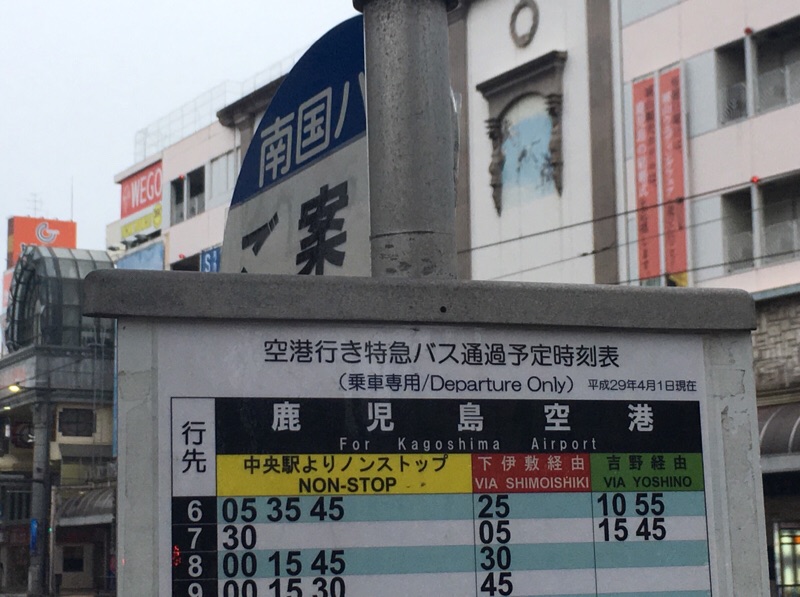 南国バ
ご案
WEGO
空港行き特急バス通過予定時刻表
(乗車専用/Departure Only) 平成29年4月1日現在
行先
鹿児島空港
For Kagoshima Airport
中央駅よりノンストップ
NON-STOP
下伊敷経由
VIA SHIMOISHIKI
吉野経由
VIA YOSHINO
6 05 35 45 25 10 55
7 30 05 15 45
8 00 15 45 30
9 00 15 30 45